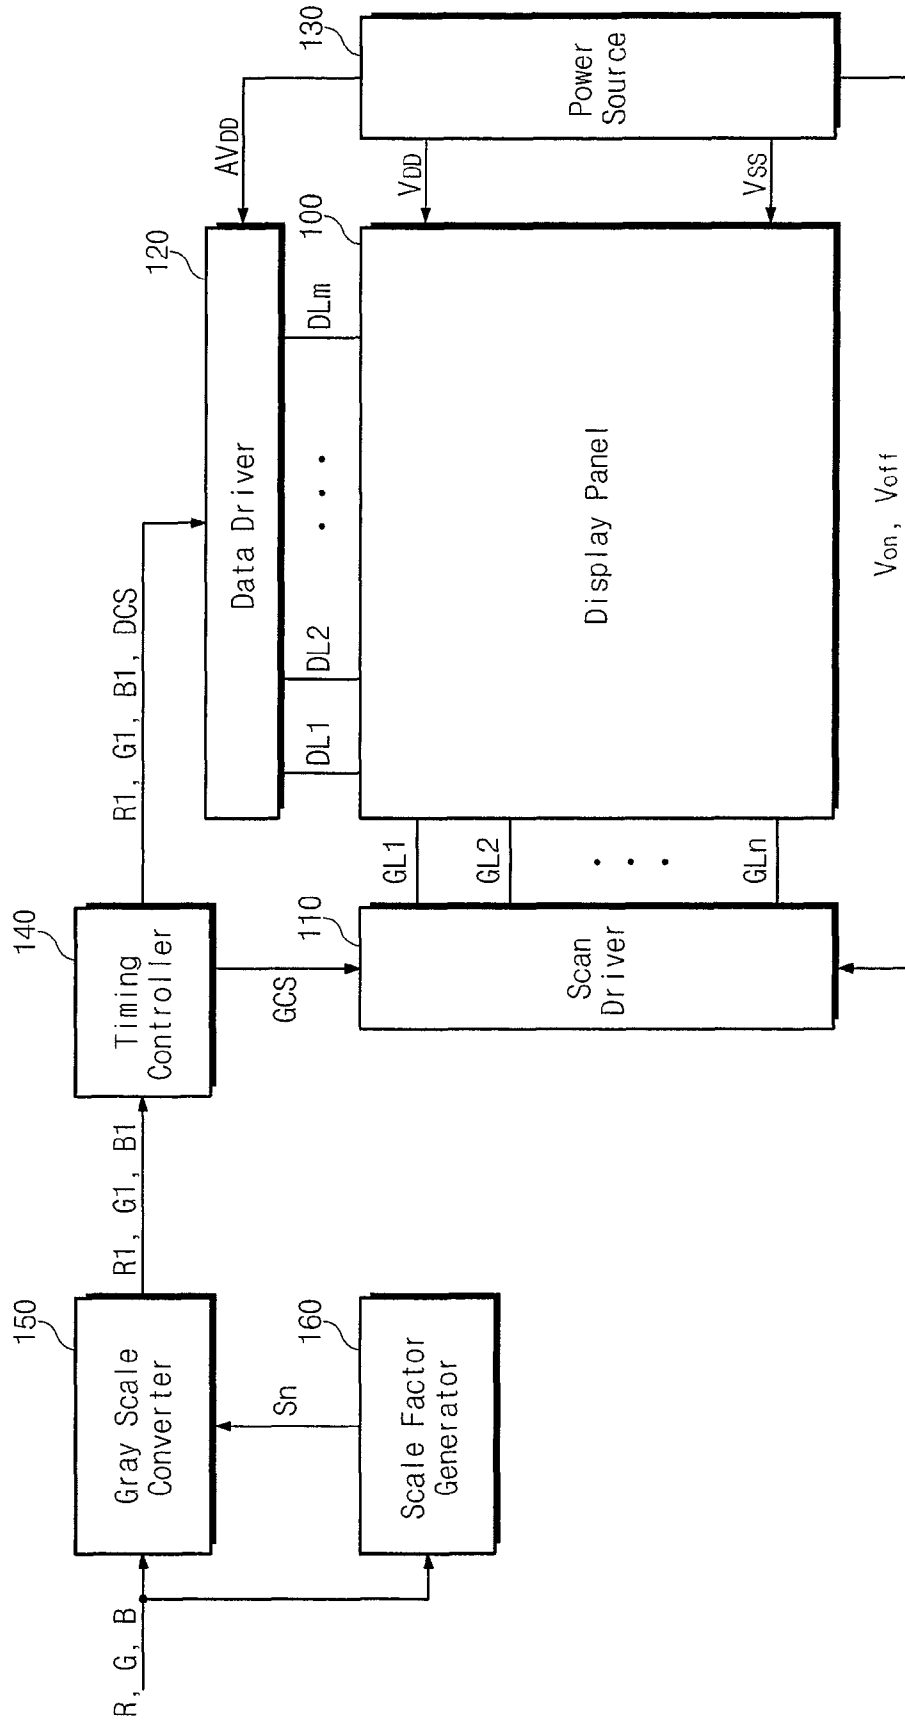 R, G, B
150
Gray Scale
Converter
R1, G1, B1
140
Timing
Controller
R1, G1, B1, DCS
Sn
160
Scale Factor
Generator
GCS
120
Data Driver
AVDD
130
Power
Source
DL1
DL2
• • •
DLm
110
Scan
Driver
GL1
GL2
• • •
GLn
100
Display Panel
VDD
VSS
Von, Voff